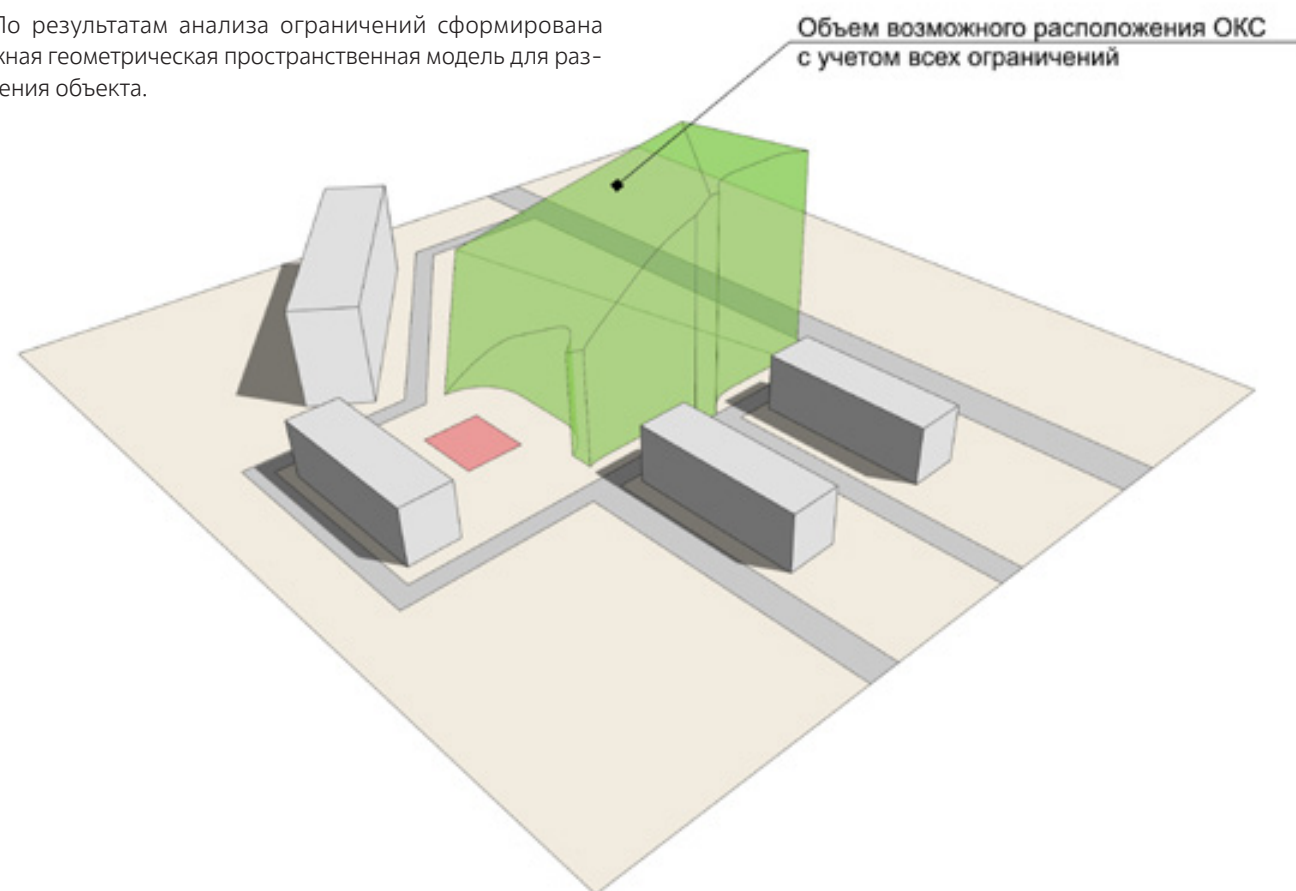 По результатам анализа ограничений сформирована
жная геометрическая пространственная модель для раз-
ения объекта.
Объем возможного расположения ОКС
с учетом всех ограничений